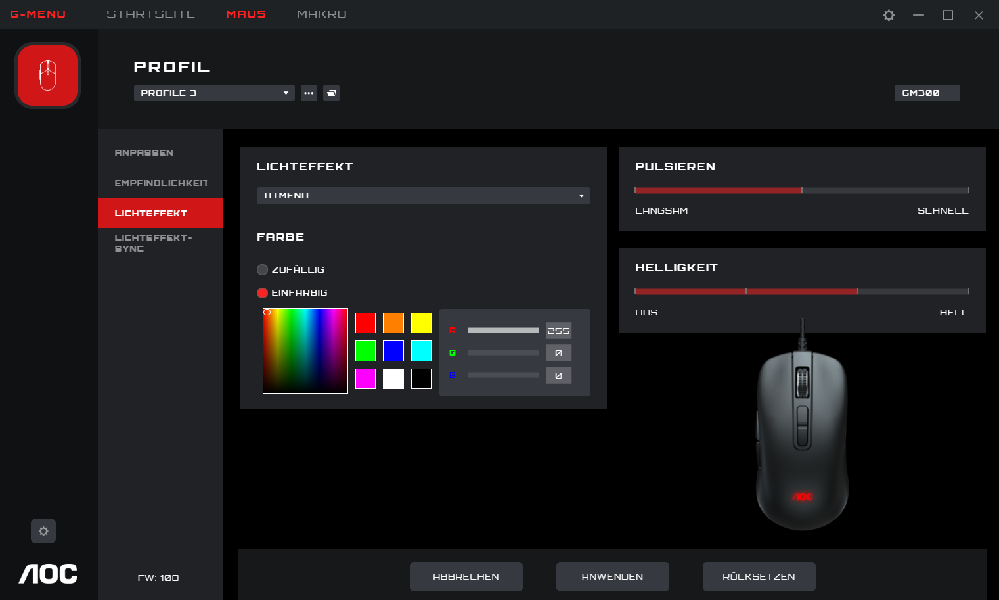 G-MENU STARTSEITE MAUS MAKRO
PROFIL
PROFILE 3
GM300
ANPASSEN
EMPFINDLICHKEIT
LICHTEFFEKT
LICHTEFFEKT-
SYNC
FW: 108
LICHTEFFEKT
ATMEND
FARBE
ZUFÄLLIG
EINFARBIG
R 255
G 0
B 0
PULSIEREN
LANGSAM SCHNELL
HELLIGKEIT
AUS HELL
AOC
ABBRECHEN ANWENDEN RÜCKSETZEN
AOC